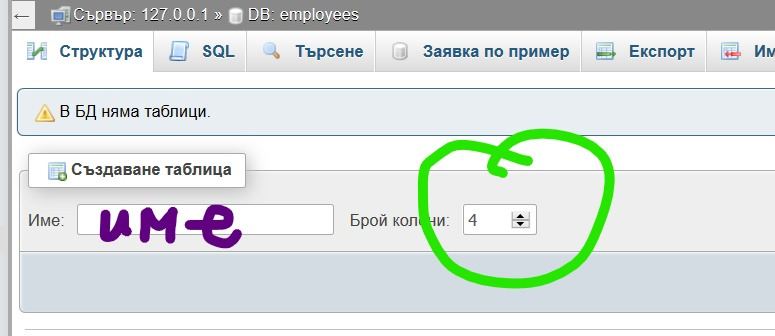 Сървър: 127.0.0.1 » DB: employees
Структура SQL Търсене Заявка по пример Експорт Им
В БД няма таблици.
Създаване таблица
Име: име Брой колони: 4